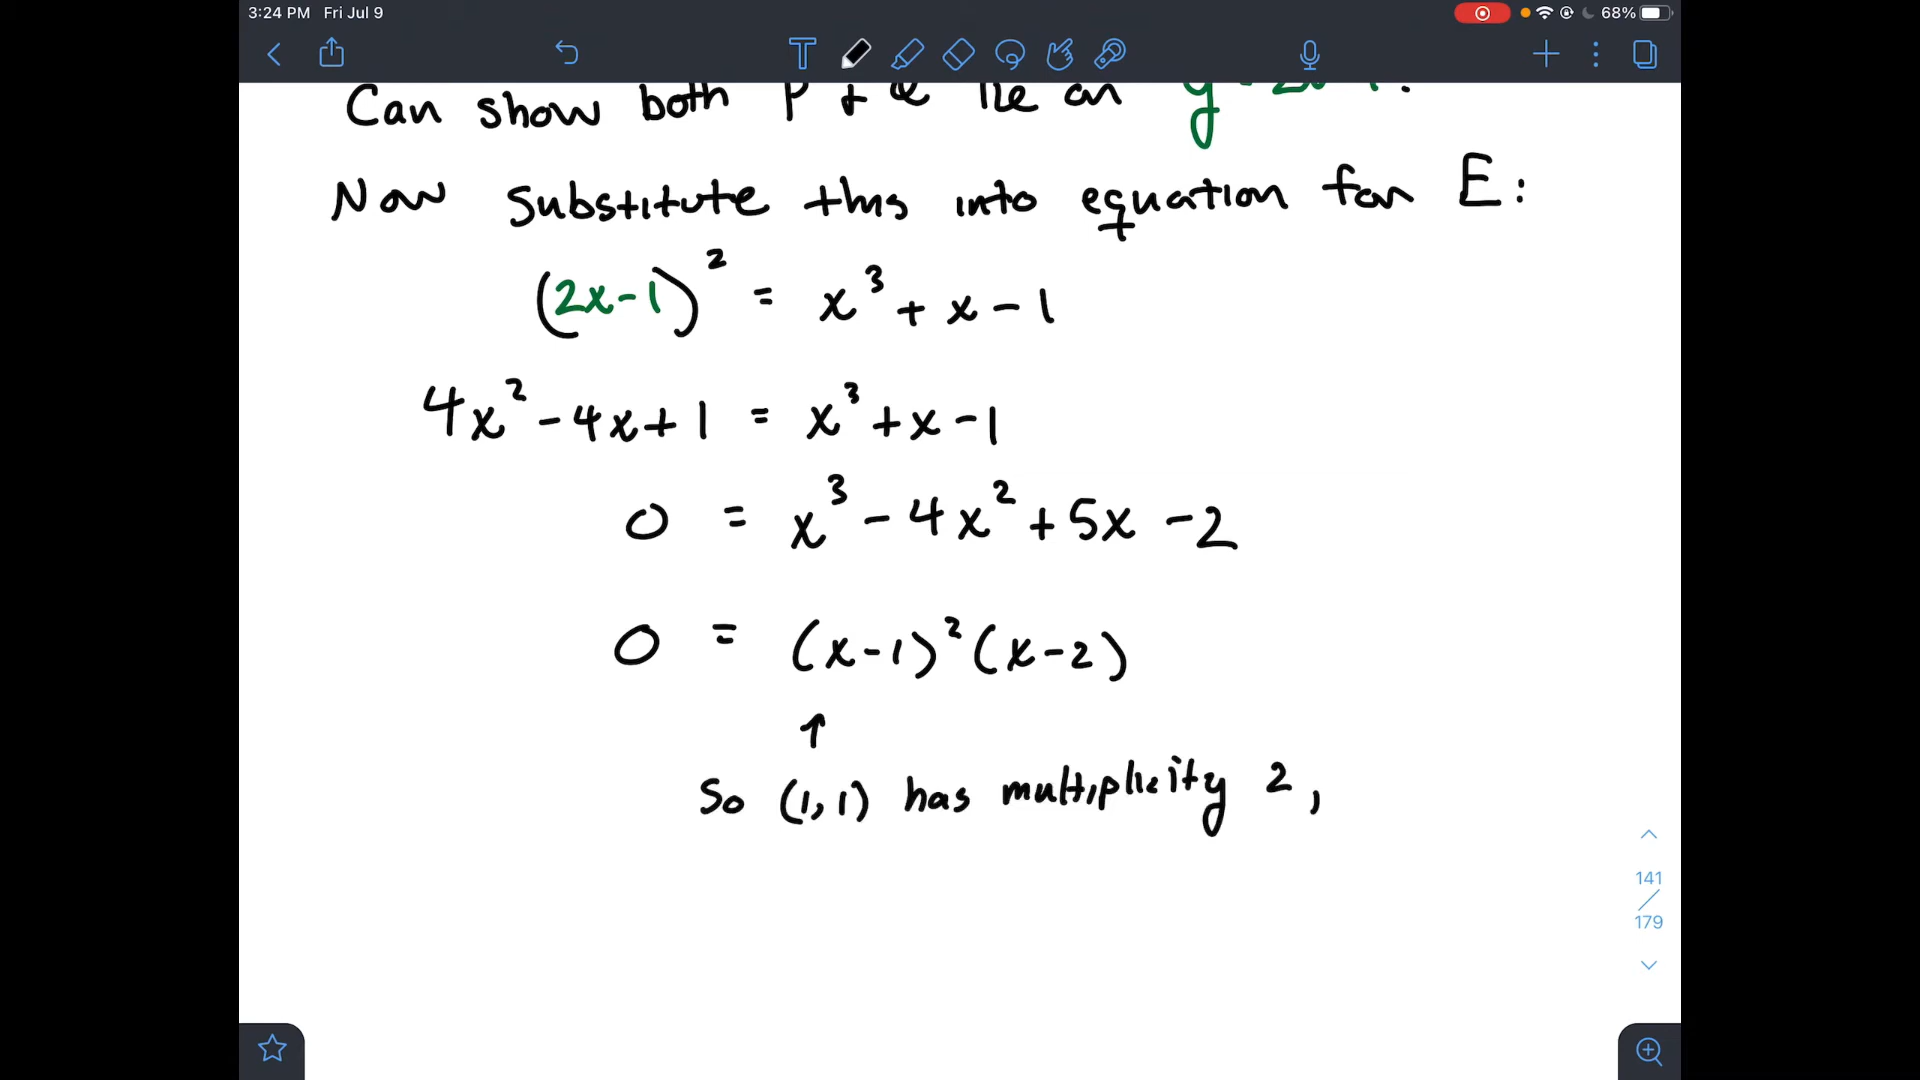 3:24 PM Fri Jul 9 68%
Can show both P + Q lie on y = 2x-1.
Now substitute this into equation for E:
(2x-1)² = x³ + x - 1
4x² - 4x + 1 = x³ + x - 1
0 = x³ - 4x² + 5x - 2
0 = (x-1)² (x-2)
↑
So (1,1) has multiplicity 2,
141
/
179